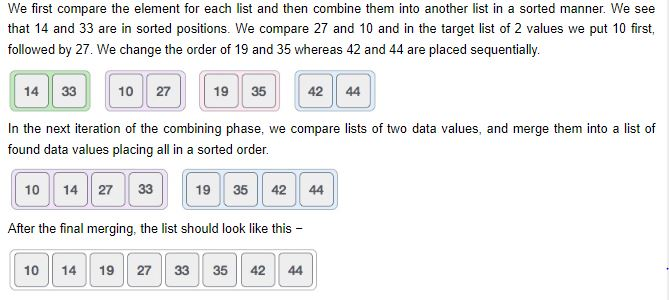 We first compare the element for each list and then combine them into another list in a sorted manner. We see
that 14 and 33 are in sorted positions. We compare 27 and 10 and in the target list of 2 values we put 10 first,
followed by 27. We change the order of 19 and 35 whereas 42 and 44 are placed sequentially.
14 33 10 27 19 35 42 44
In the next iteration of the combining phase, we compare lists of two data values, and merge them into a list of
found data values placing all in a sorted order.
10 14 27 33 19 35 42 44
After the final merging, the list should look like this −
10 14 19 27 33 35 42 44